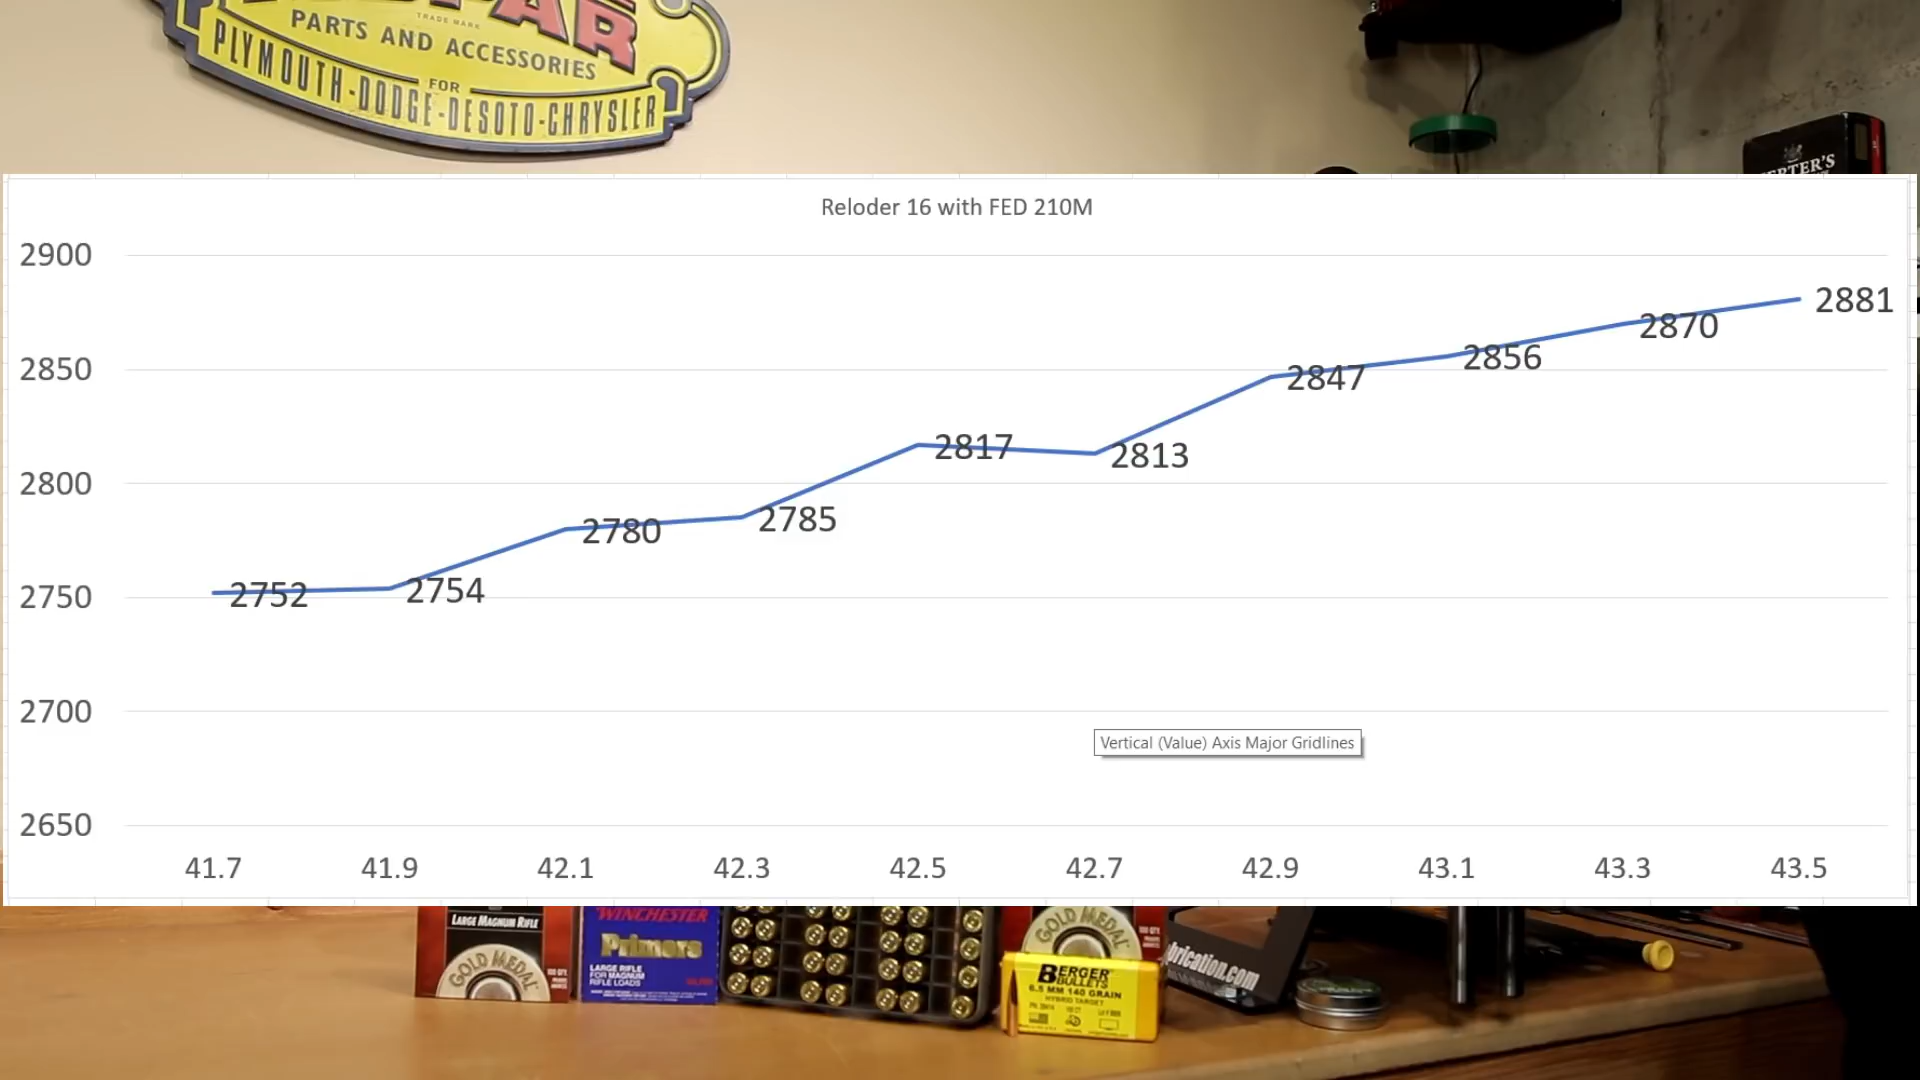 TRADE MARK
PARTS AND ACCESSORIES
FOR
PLYMOUTH-DODGE-DESOTO-CHRYSLER
Reloder 16 with FED 210M
2900
2850
2800
2750
2700
2650
2752
2754
2780
2785
2817
2813
2847
2856
2870
2881
Vertical (Value) Axis Major Gridlines
41.7
41.9
42.1
42.3
42.5
42.7
42.9
43.1
43.3
43.5
LARGE MAGNUM RIFLE
GOLD MEDAL
WINCHESTER
Primers
LARGE RIFLE
FOR MAGNUM
RIFLE LOADS
GOLD MEDAL
BERGER
BULLETS
6.5 MM 140 GRAIN
HYBRID TARGET
brication.com